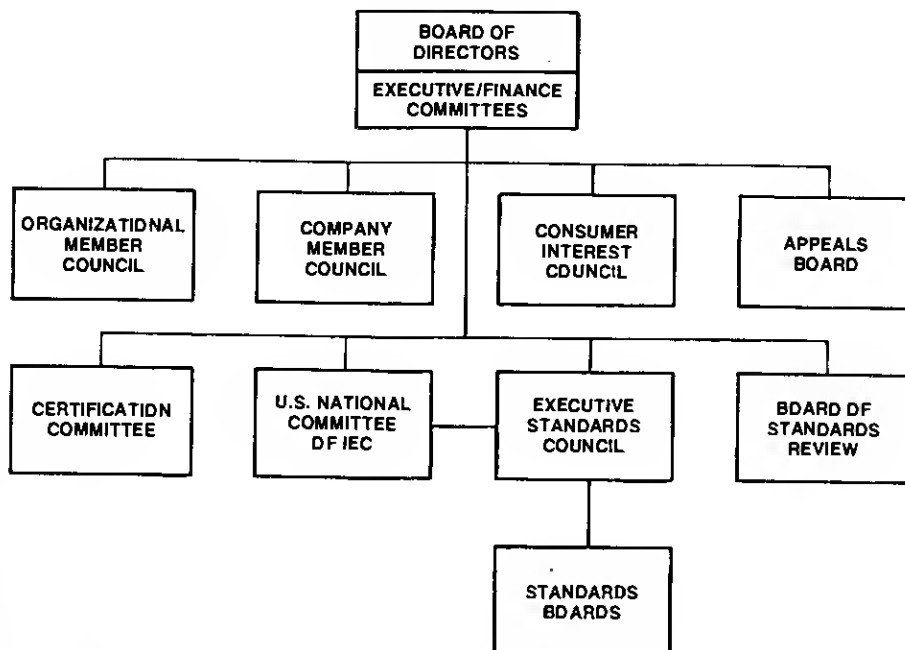 BOARD OF
DIRECTORS
EXECUTIVE/FINANCE
COMMITTEES
ORGANIZATIDNAL
MEMBER
COUNCIL
COMPANY
MEMBER
COUNCIL
CONSUMER
INTEREST
CDUNCIL
APPEALS
BOARD
CERTIFICATIDN
COMMITTEE
U.S. NATIONAL
COMMITTEE
DF IEC
EXECUTIVE
STANDARDS
COUNCIL
BDARD DF
STANDARDS
REVIEW
STANDARDS
BDARDS